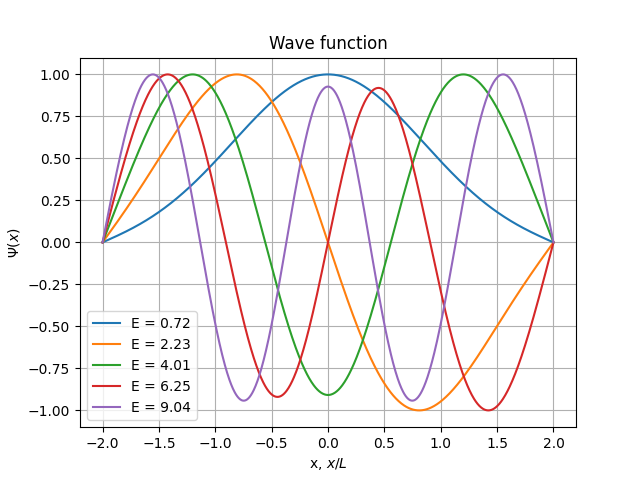 Wave function
Ψ(x)
1.00
0.75
0.50
0.25
0.00
−0.25
−0.50
−0.75
−1.00
E = 0.72
E = 2.23
E = 4.01
E = 6.25
E = 9.04
−2.0 −1.5 −1.0 −0.5 0.0 0.5 1.0 1.5 2.0
x, x/L